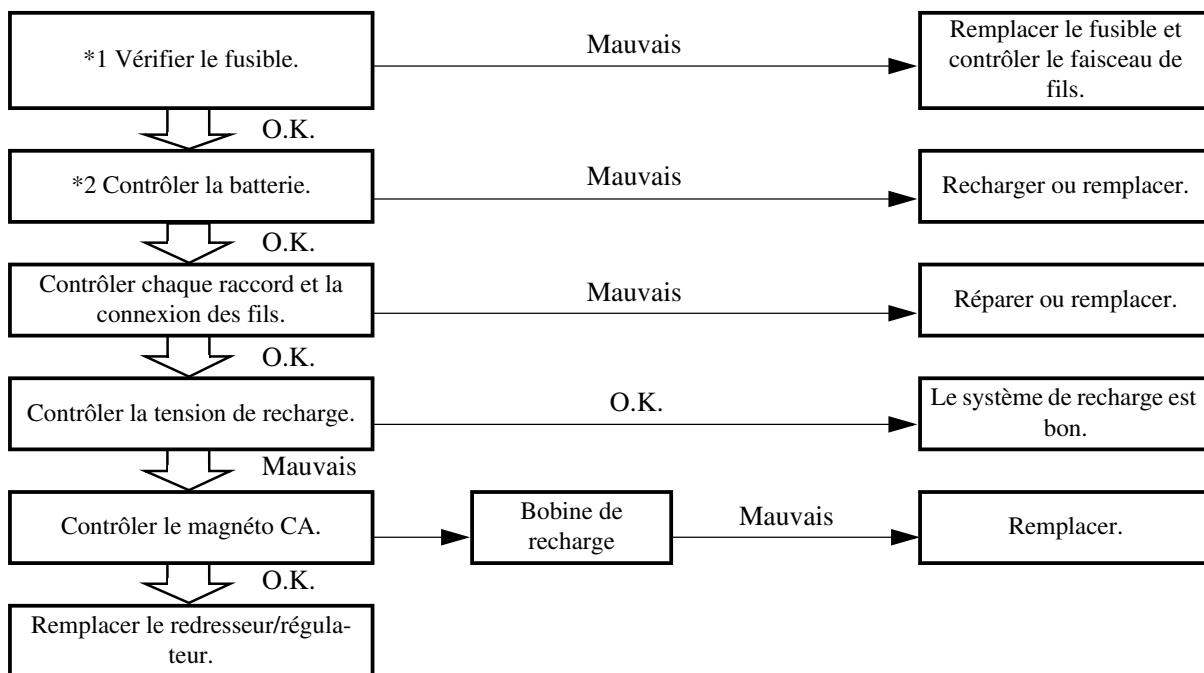 *1 Vérifier le fusible.
Mauvais
Remplacer le fusible et
contrôler le faisceau de
fils.
O.K.
*2 Contrôler la batterie.
Mauvais
Recharger ou remplacer.
O.K.
Contrôler chaque raccord et la
connexion des fils.
Mauvais
Réparer ou remplacer.
O.K.
Contrôler la tension de recharge.
O.K.
Le système de recharge est
bon.
Mauvais
Contrôler le magnéto CA.
Bobine de
recharge
Mauvais
Remplacer.
O.K.
Remplacer le redresseur/régula-
teur.